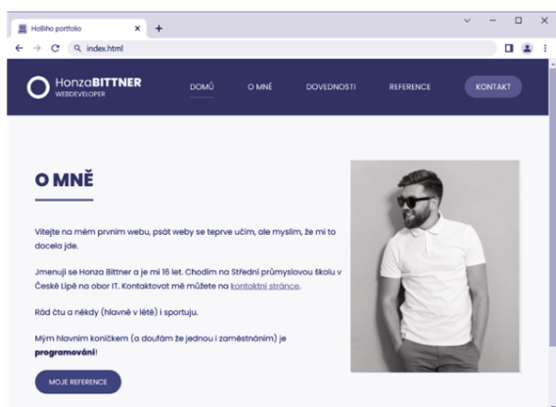 HoBiho portfolio
index.html
HonzaBITTNER
WEBDEVELOPER
DOMŮ
O MNĚ
DOVEDNOSTI
REFERENCE
KONTAKT
O MNĚ
Vítejte na mém prvním webu, psát weby se teprve učím, ale myslím, že mi to
docela jde.
Jmenuji se Honza Bittner a je mi 16 let. Chodím na Střední průmyslovou školu v
České Lípě na obor IT. Kontaktovat mě můžete na kontaktní stránce.
Rád čtu a někdy (hlavně v létě) i sportuju.
Mým hlavním koníčkem (a doufám že jednou i zaměstnáním) je
programování!
MOJE REFERENCE